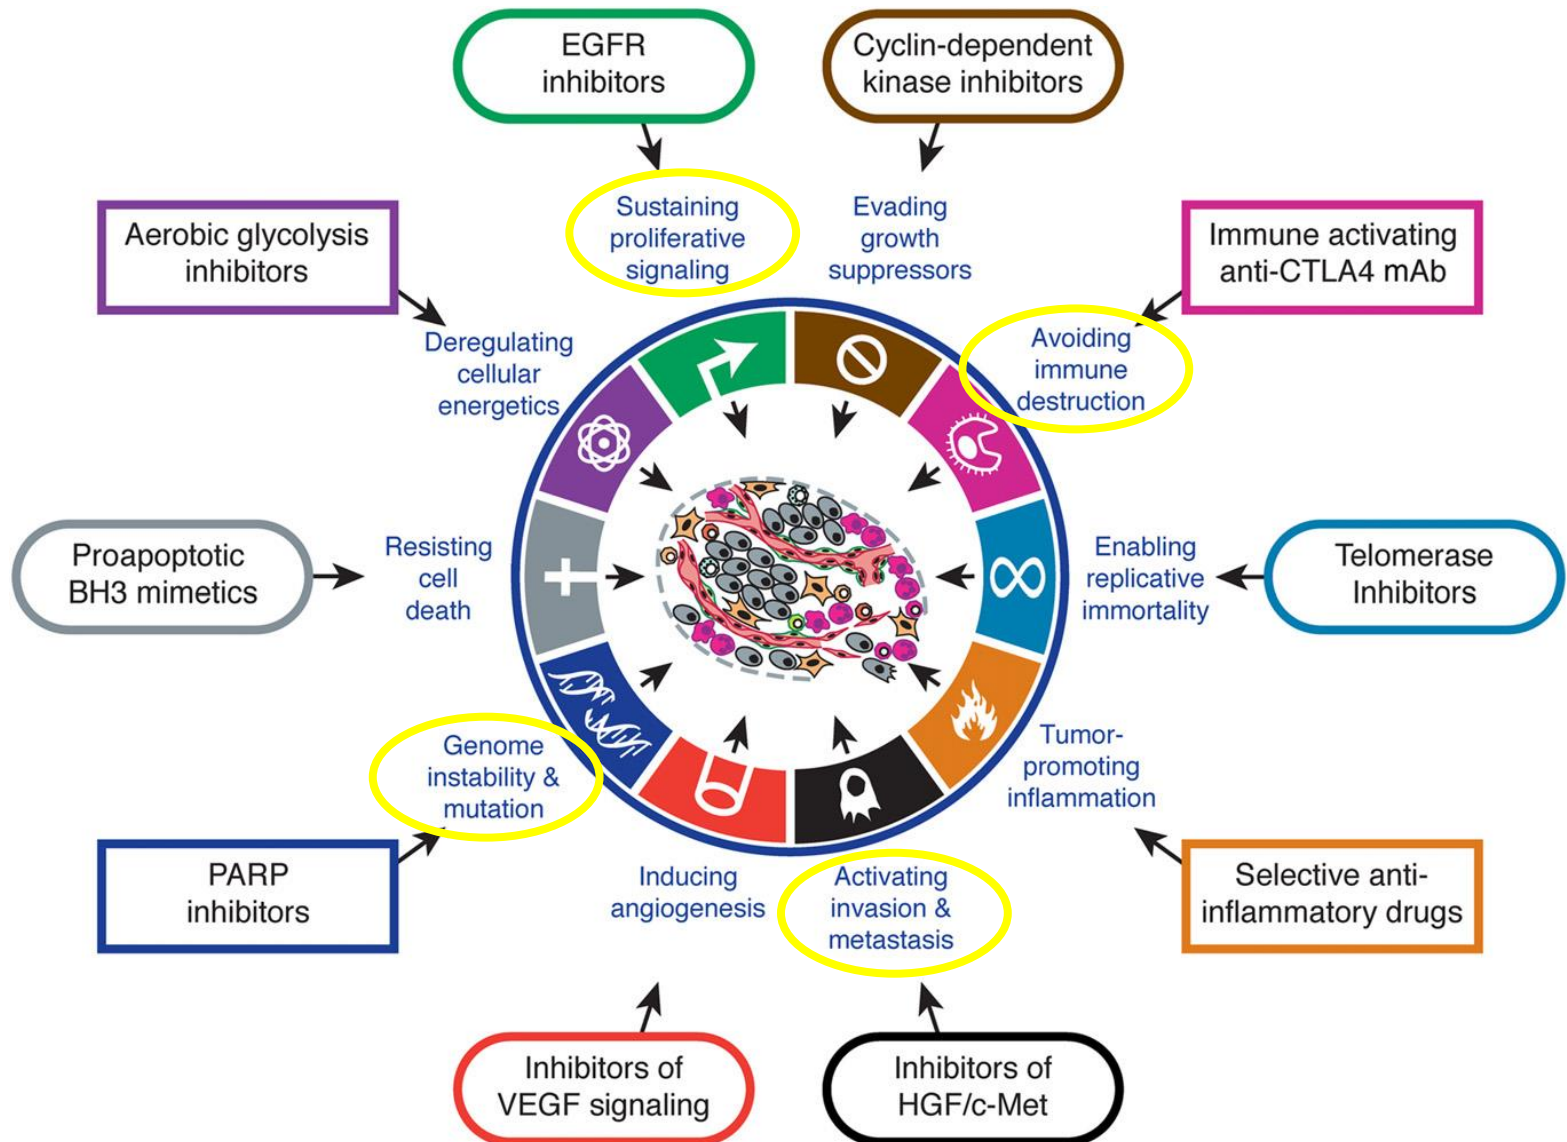 EGFR
inhibitors
Cyclin-dependent
kinase inhibitors
Sustaining
proliferative
signaling
Evading
growth
suppressors
Aerobic glycolysis
inhibitors
Immune activating
anti-CTLA4 mAb
Deregulating
cellular
energetics
Avoiding
immune
destruction
Proapoptotic
BH3 mimetics
Resisting
cell
death
Enabling
replicative
immortality
Telomerase
Inhibitors
Genome
instability &
mutation
Tumor-
promoting
inflammation
PARP
inhibitors
Inducing
angiogenesis
Activating
invasion &
metastasis
Selective anti-
inflammatory drugs
Inhibitors of
VEGF signaling
Inhibitors of
HGF/c-Met